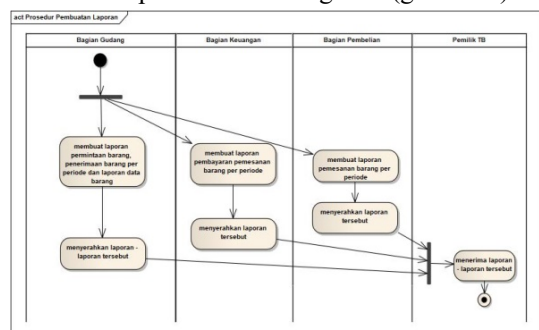 act Prosedur Pembuatan Laporan
Bagian Gudang
Bagian Keuangan
Bagian Pembelian
Pemilik TB
membuat laporan
permintaan barang,
penerimaan barang per
periode dan laporan data
barang
membuat laporan
pembayaran pemesanan
barang per periode
membuat laporan
pemesanan barang per
periode
menyerahkan laporan -
laporan tersebut
menyerahkan laporan
tersebut
menyerahkan laporan
tersebut
menerima laporan
- laporan tersebut